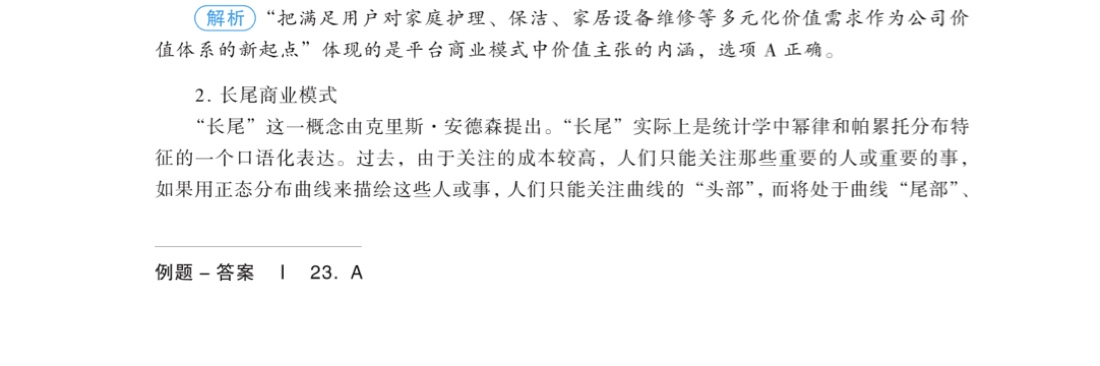 解析 “把满足用户对家庭护理、保洁、家居设备维修等多元化价值需求作为公司价
值体系的新起点” 体现的是平台商业模式中价值主张的内涵，选项 A 正确。
2. 长尾商业模式
“长尾” 这一概念由克里斯·安德森提出。“长尾” 实际上是统计学中幂律和帕累托分布特
征的一个口语化表达。过去，由于关注的成本较高，人们只能关注那些重要的人或重要的事，
如果用正态分布曲线来描绘这些人或事，人们只能关注曲线的 “头部”，而将处于曲线 “尾部”、
例题 – 答案 | 23. A